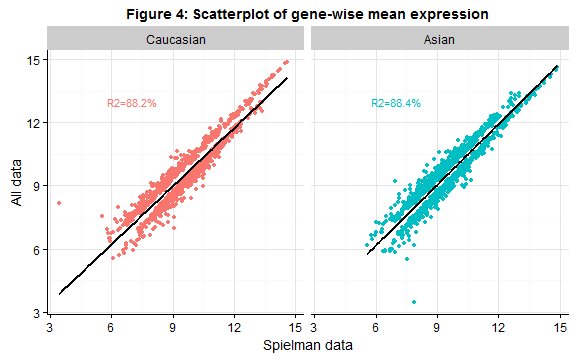 Figure 4: Scatterplot of gene-wise mean expression
Caucasian
Asian
15
12
9
6
3
All data
R2=88.2%
R2=88.4%
3 6 9 12 15
3 6 9 12 15
Spielman data